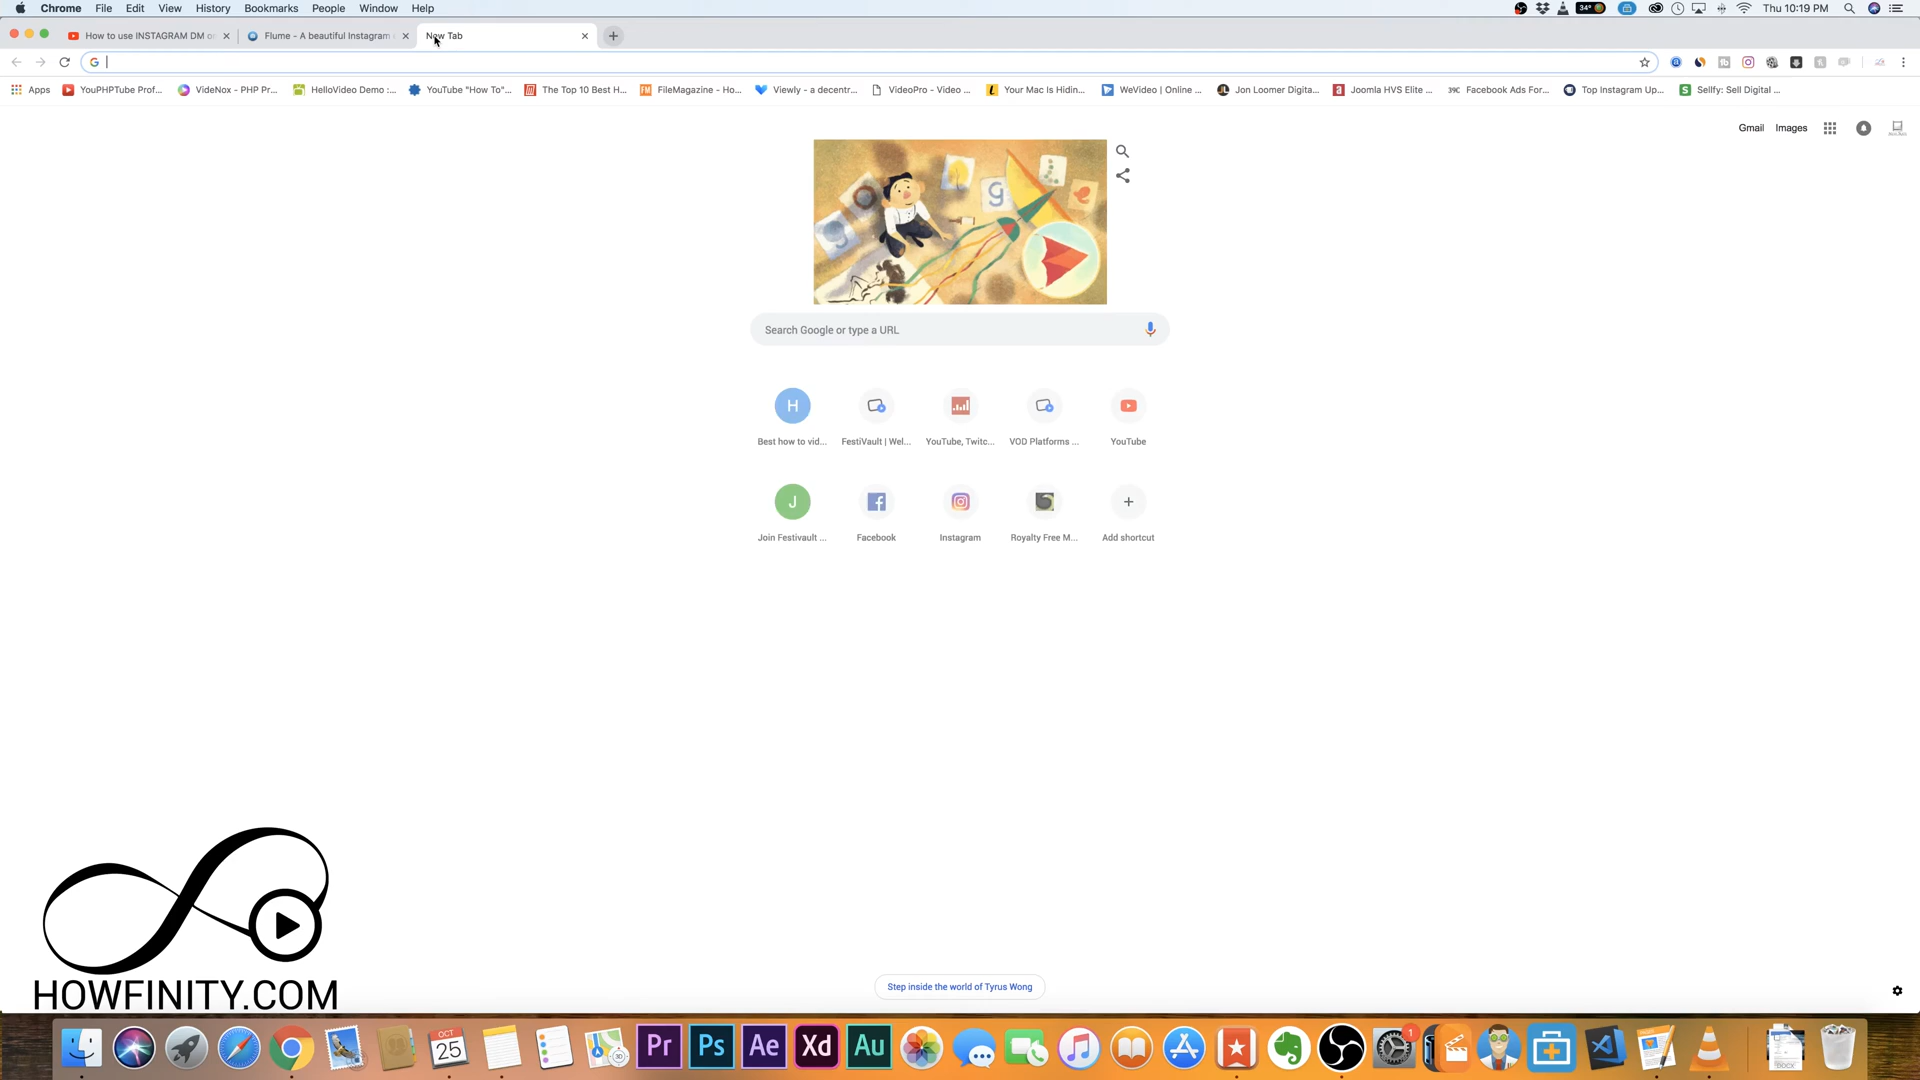 Chrome File Edit View History Bookmarks People Window Help 34° Thu 10:19 PM
How to use INSTAGRAM DM on Flume - A beautiful Instagram New Tab
Apps YouPHPTube Prof... VideNox - PHP Pr... HelloVideo Demo :... YouTube "How To"... The Top 10 Best H... FileMagazine - Ho... Viewly - a decentr... VideoPro - Video ... Your Mac Is Hidin... WeVideo | Online ... Jon Loomer Digita... Joomla HVS Elite ... Facebook Ads For... Top Instagram Up... Sellfy: Sell Digital ...
Gmail Images
Search Google or type a URL
H
Best how to vid... FestiVault | Wel... YouTube, Twitc... VOD Platforms ... YouTube
J
Join Festivault ... Facebook Instagram Royalty Free M... Add shortcut
HOWFINITY.COM
Step inside the world of Tyrus Wong
OCT
25
3D
Pr Ps Ae Xd Au
1
DOCX